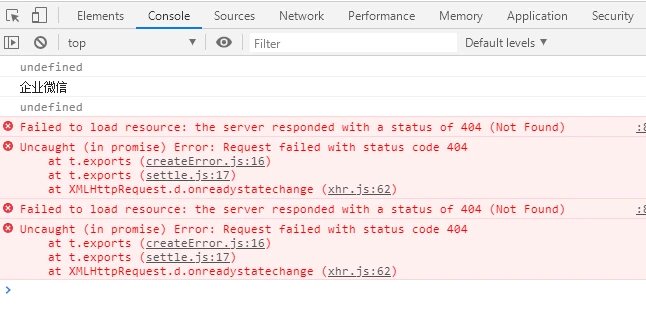 Elements Console Sources Network Performance Memory Application Security
top Filter Default levels
undefined
企业微信
undefined
Failed to load resource: the server responded with a status of 404 (Not Found)
Uncaught (in promise) Error: Request failed with status code 404
at t.exports (createError.js:16)
at t.exports (settle.js:17)
at XMLHttpRequest.d.onreadystatechange (xhr.js:62)
Failed to load resource: the server responded with a status of 404 (Not Found)
Uncaught (in promise) Error: Request failed with status code 404
at t.exports (createError.js:16)
at t.exports (settle.js:17)
at XMLHttpRequest.d.onreadystatechange (xhr.js:62)